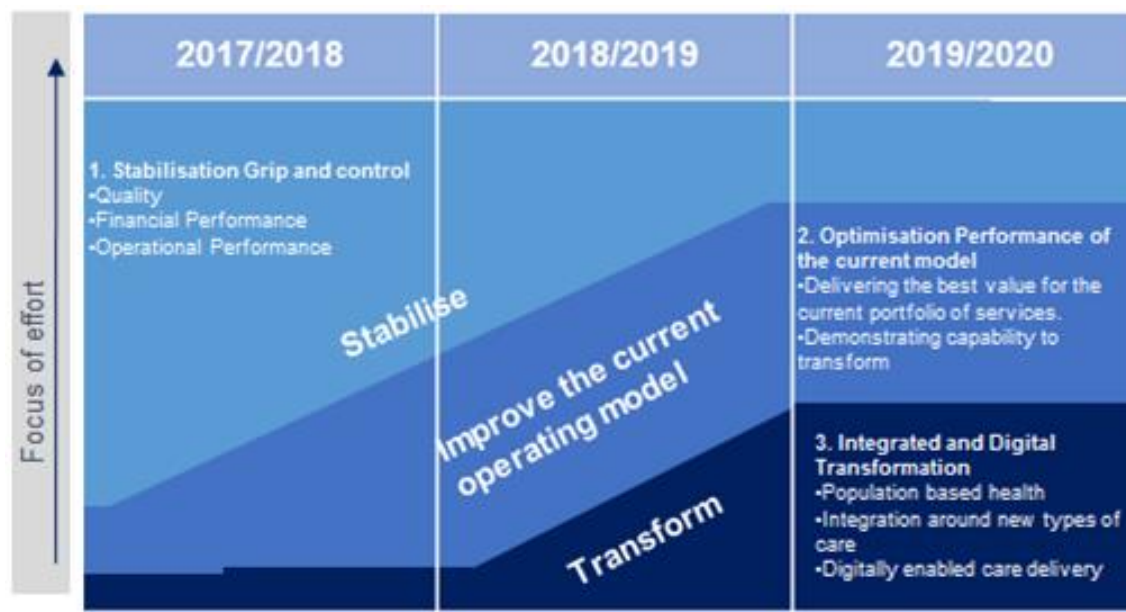 2017/2018
2018/2019
2019/2020
Focus of effort
1. Stabilisation Grip and control
•Quality
•Financial Performance
•Operational Performance
Stabilise
Improve the current
operating model
Transform
2. Optimisation Performance of
the current model
•Delivering the best value for the
current portfolio of services.
•Demonstrating capability to
transform
3. Integrated and Digital
Transformation
•Population based health
•Integration around new types of
care
•Digitally enabled care delivery